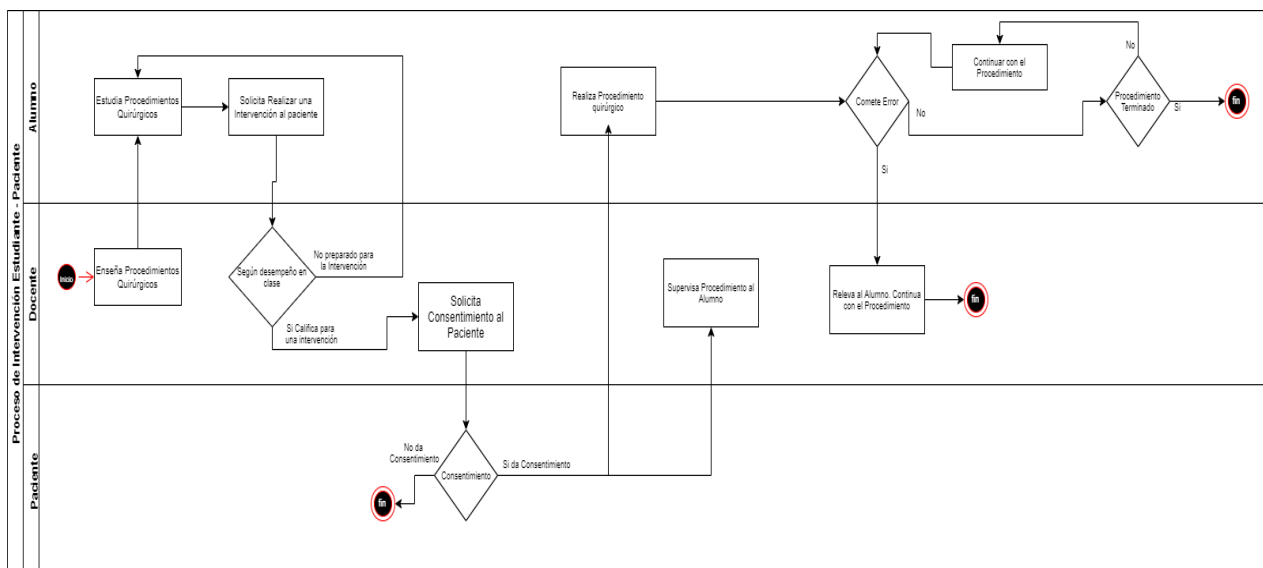 Proceso de Intervención Estudiante - Paciente
Alumno
Estudia Procedimientos
Quirúrgicos
Solicita Realizar una
Intervención al paciente
Realiza Procedimiento
quirúrgico
Comete Error
No
Si
Continuar con el
Procedimiento
No
Procedimiento
Terminado
Si
fin
Docente
Inicio
Enseña Procedimientos
Quirúrgicos
Según desempeño en
clase
No preparado para
la Intervención
Si Califica para
una intervención
Solicita
Consentimiento al
Paciente
Supervisa Procedimiento al
Alumno
Releva al Alumno. Continua
con el Procedimiento
fin
Paciente
No da
Consentimiento
Consentimiento
Si da Consentimiento
fin